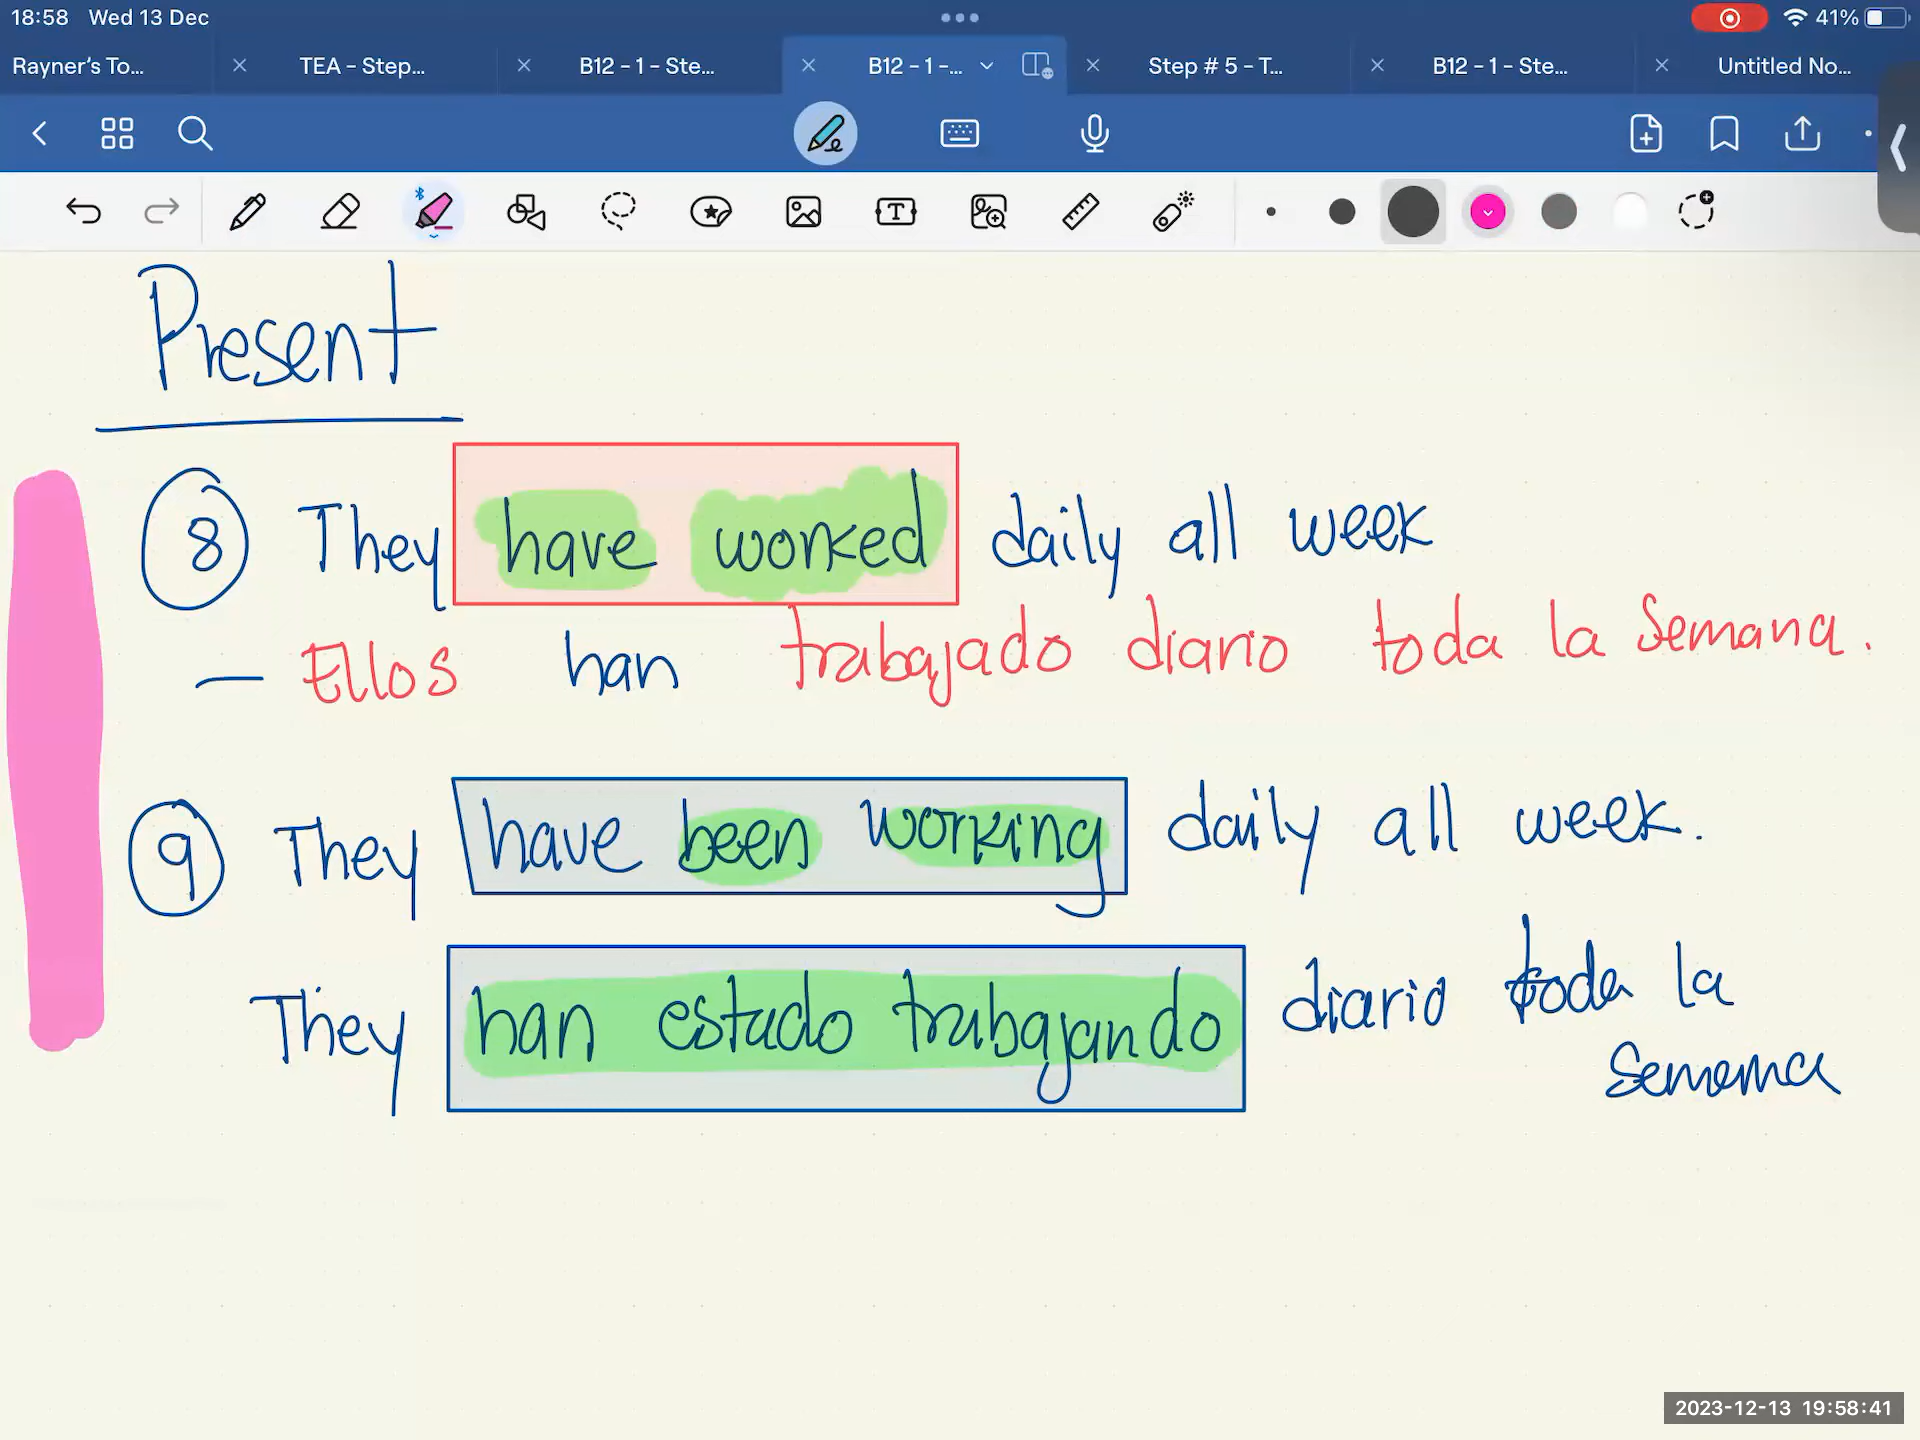 18:58 Wed 13 Dec 41%
Rayner's To... TEA - Step... B12 - 1 - Ste... B12 - 1 -... Step # 5 - T... B12 - 1 - Ste... Untitled No...
Present
8 They have worked daily all week
- Ellos han trabajado diario toda la Semana.
9 They have been working daily all week.
They han estado trabajando diario toda la
Semema
2023-12-13 19:58:41